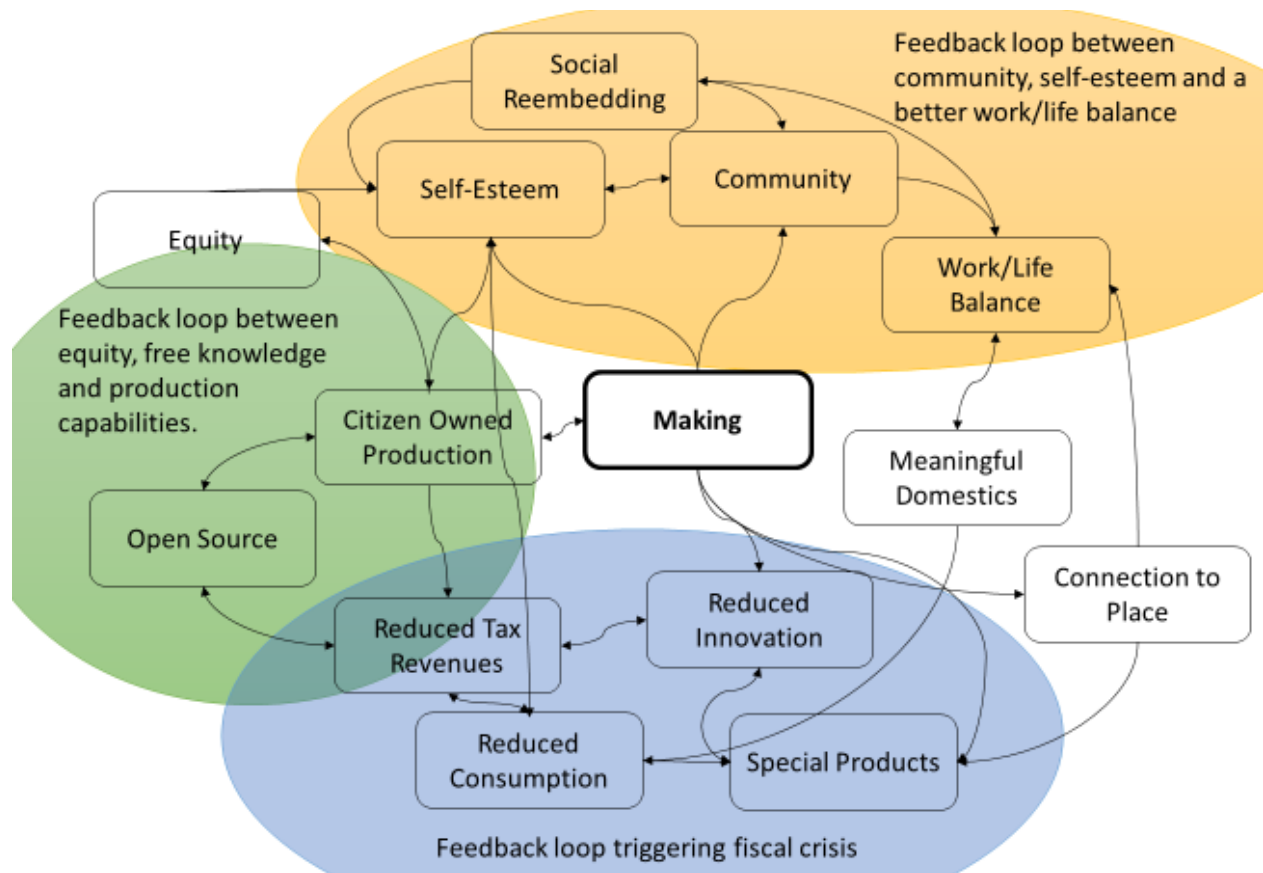 Social
Reembedding
Feedback loop between
community, self-esteem and a
better work/life balance
Self-Esteem
Community
Equity
Work/Life
Balance
Feedback loop between
equity, free knowledge
and production
capabilities.
Citizen Owned
Production
Making
Meaningful
Domestics
Open Source
Connection to
Place
Reduced Tax
Revenues
Reduced
Innovation
Reduced
Consumption
Special Products
Feedback loop triggering fiscal crisis